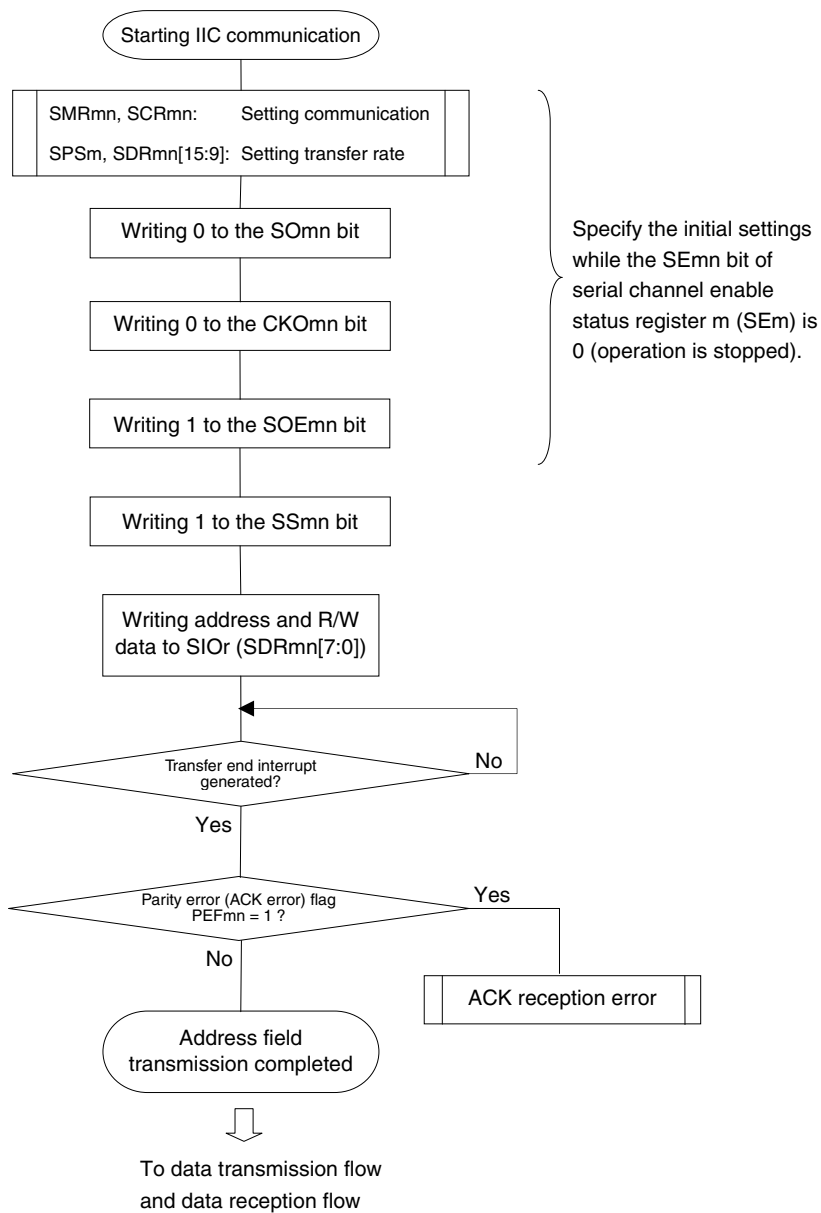 Starting IIC communication
SMRmn, SCRmn: Setting communication
SPSm, SDRmn[15:9]: Setting transfer rate
Writing 0 to the SOmn bit
Writing 0 to the CKOmn bit
Writing 1 to the SOEmn bit
Specify the initial settings
while the SEmn bit of
serial channel enable
status register m (SEm) is
0 (operation is stopped).
Writing 1 to the SSmn bit
Writing address and R/W
data to SIOr (SDRmn[7:0])
Transfer end interrupt
generated?
No
Yes
Parity error (ACK error) flag
PEFmn = 1 ?
Yes
No
ACK reception error
Address field
transmission completed
To data transmission flow
and data reception flow